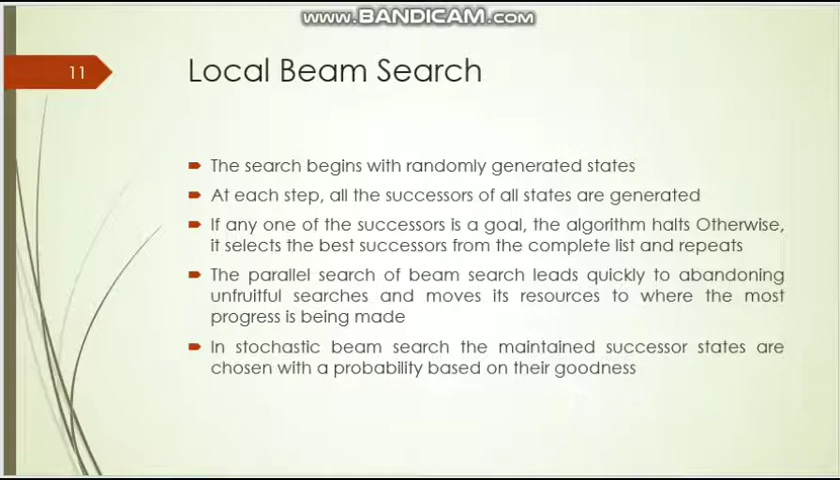 www.BANDICAM.com
11
Local Beam Search
The search begins with randomly generated states
At each step, all the successors of all states are generated
If any one of the successors is a goal, the algorithm halts Otherwise,
it selects the best successors from the complete list and repeats
The parallel search of beam search leads quickly to abandoning
unfruitful searches and moves its resources to where the most
progress is being made
In stochastic beam search the maintained successor states are
chosen with a probability based on their goodness